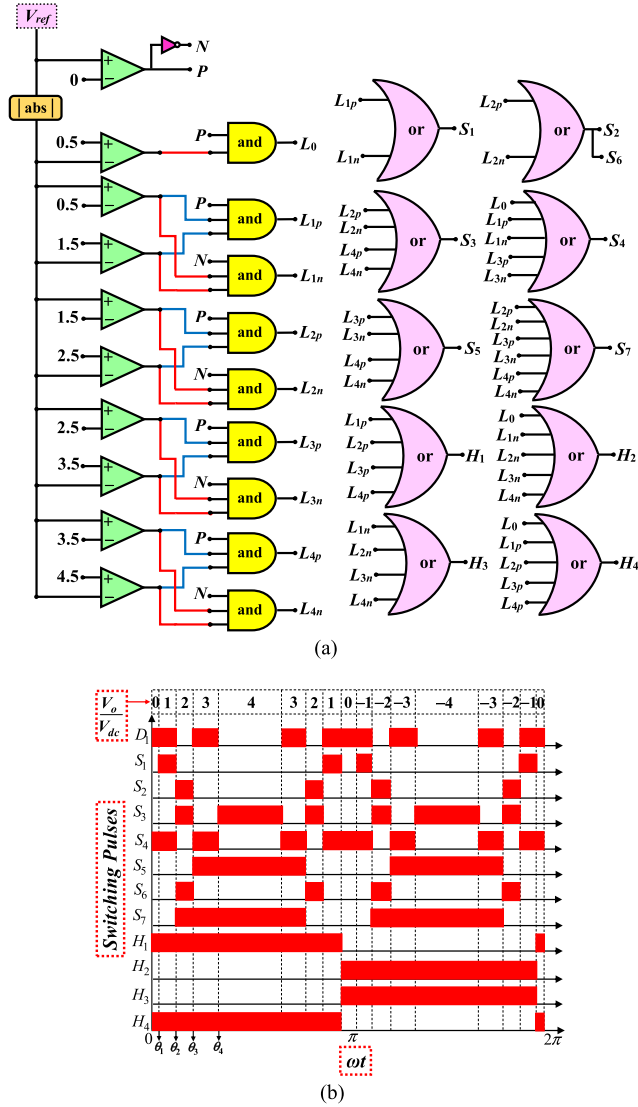 V_ref
N
P
0
|abs|
0.5
P
and
L_0
0.5
P
and
L_1p
1.5
N
and
L_1n
1.5
P
and
L_2p
2.5
N
and
L_2n
2.5
P
and
L_3p
3.5
N
and
L_3n
3.5
P
and
L_4p
4.5
N
and
L_4n
L_1p
L_1n
or
S_1
L_2p
L_2n
or
S_2
S_6
L_2p
L_2n
L_4p
L_4n
or
S_3
L_0
L_1p
L_1n
L_3p
L_3n
or
S_4
L_3p
L_3n
L_4p
L_4n
or
S_5
L_2p
L_2n
L_3p
L_3n
L_4p
L_4n
or
S_7
L_1p
L_2p
L_3p
L_4p
or
H_1
L_0
L_1n
L_2n
L_3n
L_4n
or
H_2
L_1n
L_2n
L_3n
L_4n
or
H_3
L_0
L_1p
L_2p
L_3p
L_4p
or
H_4
(a)
V_o
V_dc
0 1 2 3 4 3 2 1 0 –1 –2 –3 –4 –3 –2 –1 0
D_1
S_1
S_2
S_3
S_4
S_5
S_6
S_7
H_1
H_2
H_3
H_4
Switching Pulses
0 θ_1 θ_2 θ_3 θ_4 π 2π
ωt
(b)